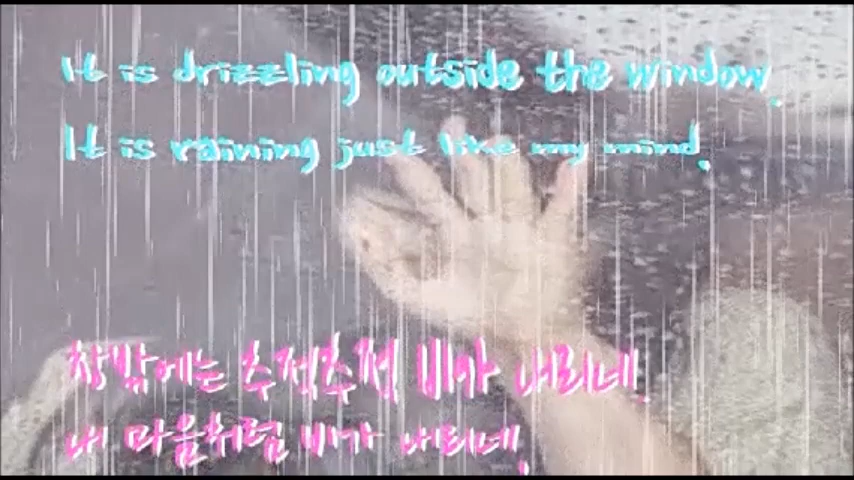 It is drizzling outside the window.
It is raining just like my mind.
창밖에는 추적추적 비가 내리네.
내 마음처럼 비가 내리네.